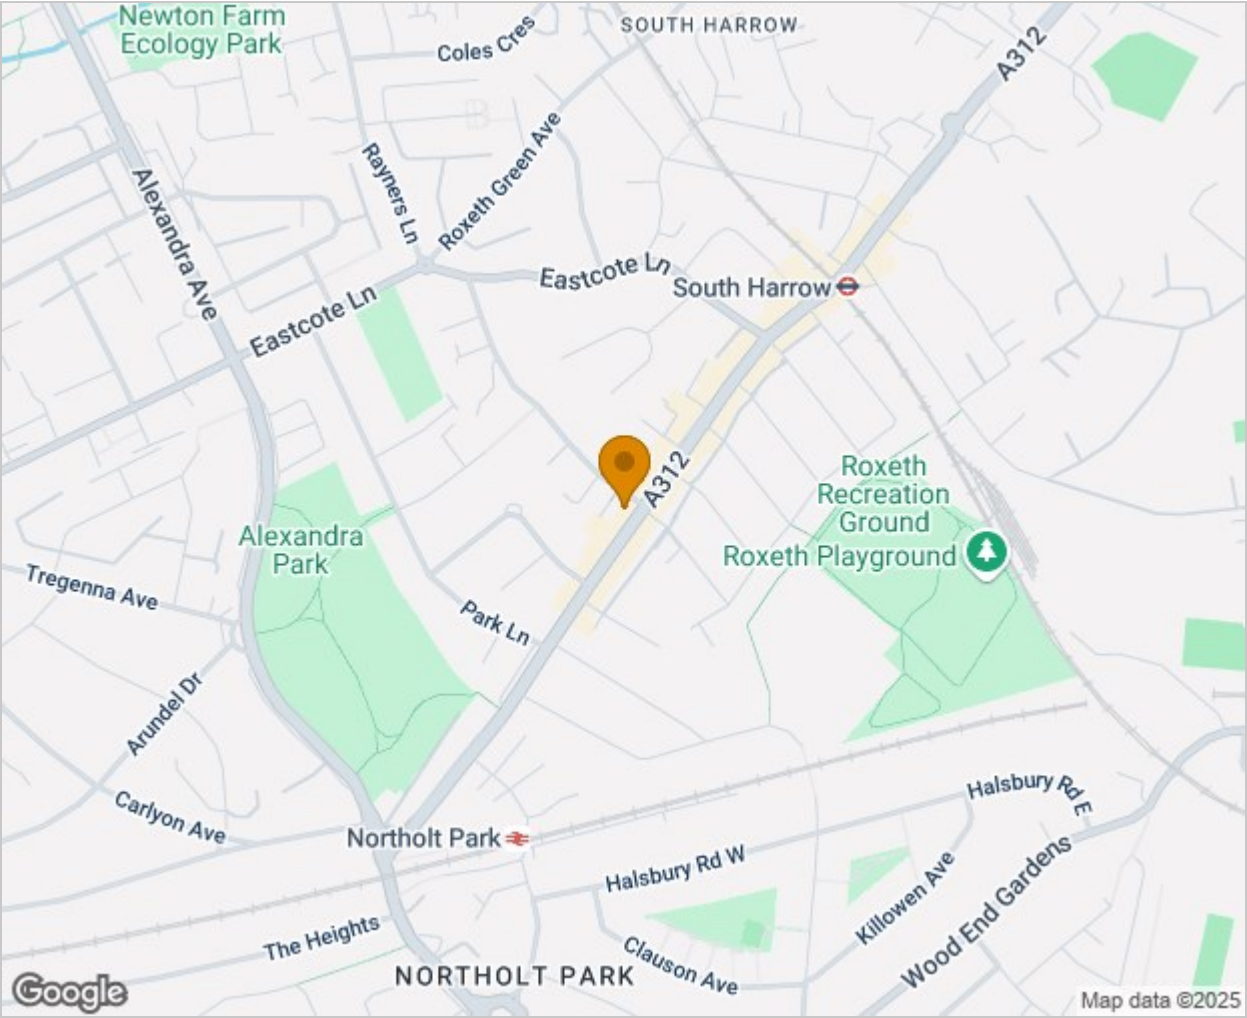 Newton Farm
Ecology Park
Coles Cres
SOUTH HARROW
A312
Rayners Ln
Roxeth Green Ave
Alexandra Ave
Eastcote Ln
South Harrow
Eastcote Ln
A312
Roxeth
Recreation
Ground
Roxeth Playground
Alexandra
Park
Tregenna Ave
Park Ln
Arundel Dr
Carlyon Ave
Northolt Park
Halsbury Rd E
Halsbury Rd W
Killowen Ave
Wood End Gardens
The Heights
Clauson Ave
NORTHOLT PARK
Google
Map data ©2025